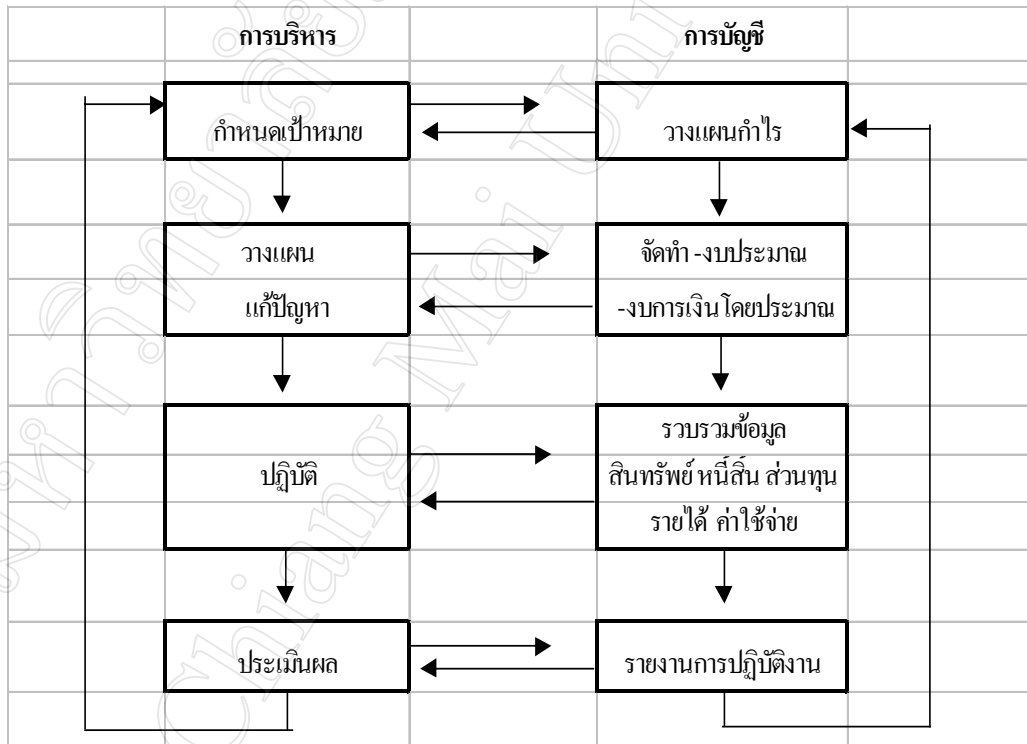 การบริหาร การบัญชี
กำหนดเป้าหมาย วางแผนกำไร
วางแผน จัดทำ -งบประมาณ
แก้ปัญหา -งบการเงินโดยประมาณ
รวบรวมข้อมูล
ปฏิบัติ สินทรัพย์ หนี้สิ้น ส่วนทุน
รายได้ ค่าใช้จ่าย
ประเมินผล รายงานการปฏิบัติงาน
Chiang Mai Uni